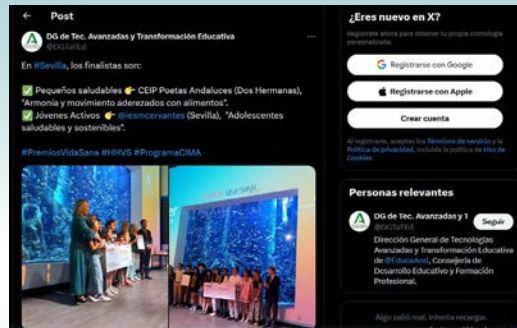 Post
DG de Tec. Avanzadas y Transformación Educativa
@DGTaTEd
En #Sevilla, los finalistas son:
✅ Pequeños saludables 👉 CEIP Poetas Andaluces (Dos Hermanas),
"Armonía y movimiento aderezados con alimentos".
✅ Jóvenes Activos 👉 @iesmcervantes (Sevilla), "Adolescentes
saludables y sostenibles".
#PremiosVidaSana #HHVS #ProgramaCIMA
¿Eres nuevo en X?
Regístrate ahora para obtener tu propia cronología
personalizada.
Registrarse con Google
Registrarse con Apple
Crear cuenta
Al registrarte, aceptas los Términos de servicio y la
Política de privacidad, incluida la política de Uso de
Cookies.
Personas relevantes
DG de Tec. Avanzadas y T
@DGTaTEd
Seguir
Dirección General de Tecnologías
Avanzadas y Transformación Educativa
de @EducaAnd, Consejería de
Desarrollo Educativo y Formación
Profesional.
Algo salió mal. Intenta recargar.